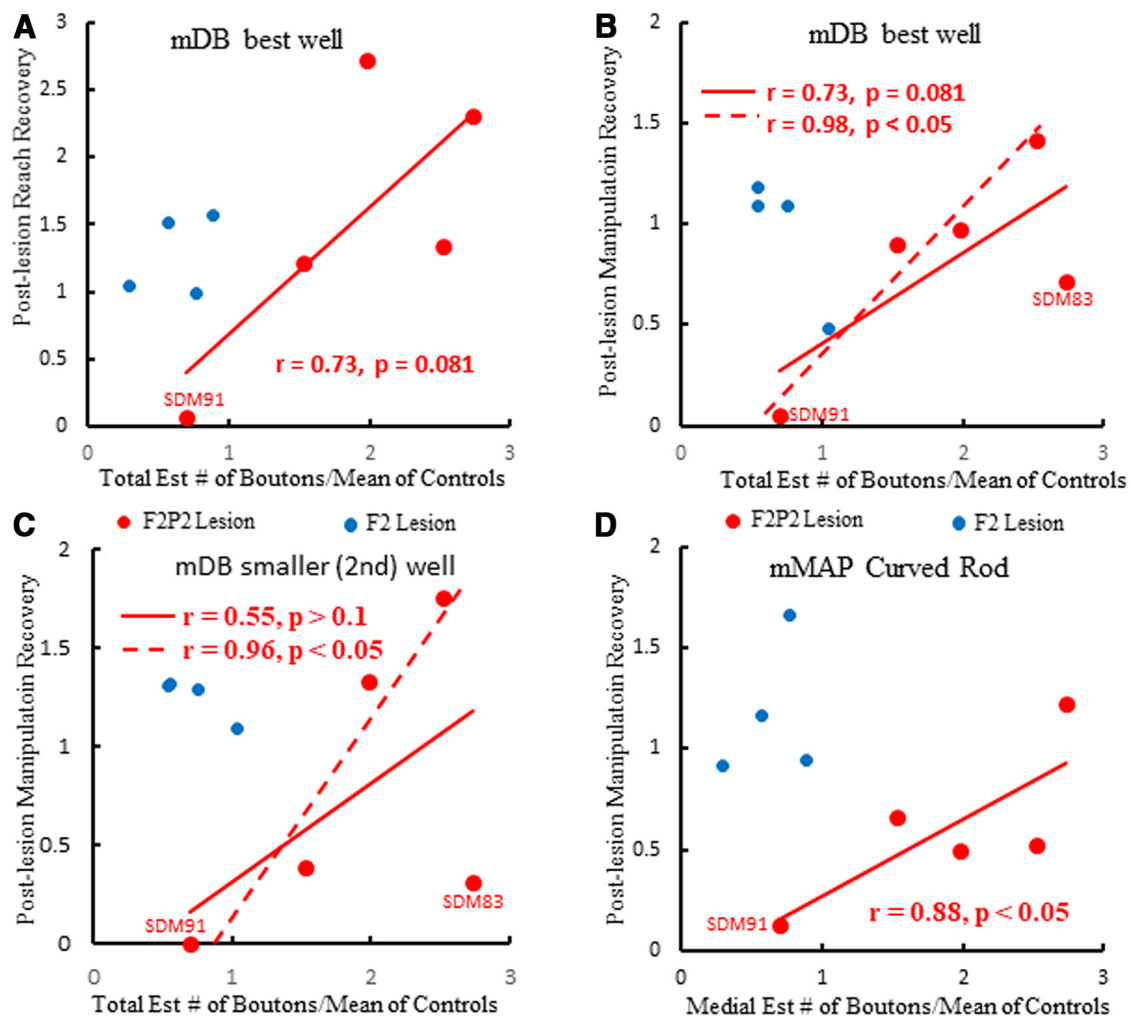 A
mDB best well
Post-lesion Reach Recovery
3
2.5
2
1.5
1
0.5
0
r = 0.73, p = 0.081
SDM91
0 1 2 3
Total Est # of Boutons/Mean of Controls
B
mDB best well
Post-lesion Manipulatoin Recovery
2
1.5
1
0.5
0
r = 0.73, p = 0.081
r = 0.98, p < 0.05
SDM83
SDM91
0 1 2 3
Total Est # of Boutons/Mean of Controls
C
F2P2 Lesion F2 Lesion
mDB smaller (2nd) well
Post-lesion Manipulatoin Recovery
2
1.5
1
0.5
0
r = 0.55, p > 0.1
r = 0.96, p < 0.05
SDM91
SDM83
0 1 2 3
Total Est # of Boutons/Mean of Controls
D
F2P2 Lesion F2 Lesion
mMAP Curved Rod
Post-lesion Manipulatoin Recovery
2
1.5
1
0.5
0
SDM91
r = 0.88, p < 0.05
0 1 2 3
Medial Est # of Boutons/Mean of Controls